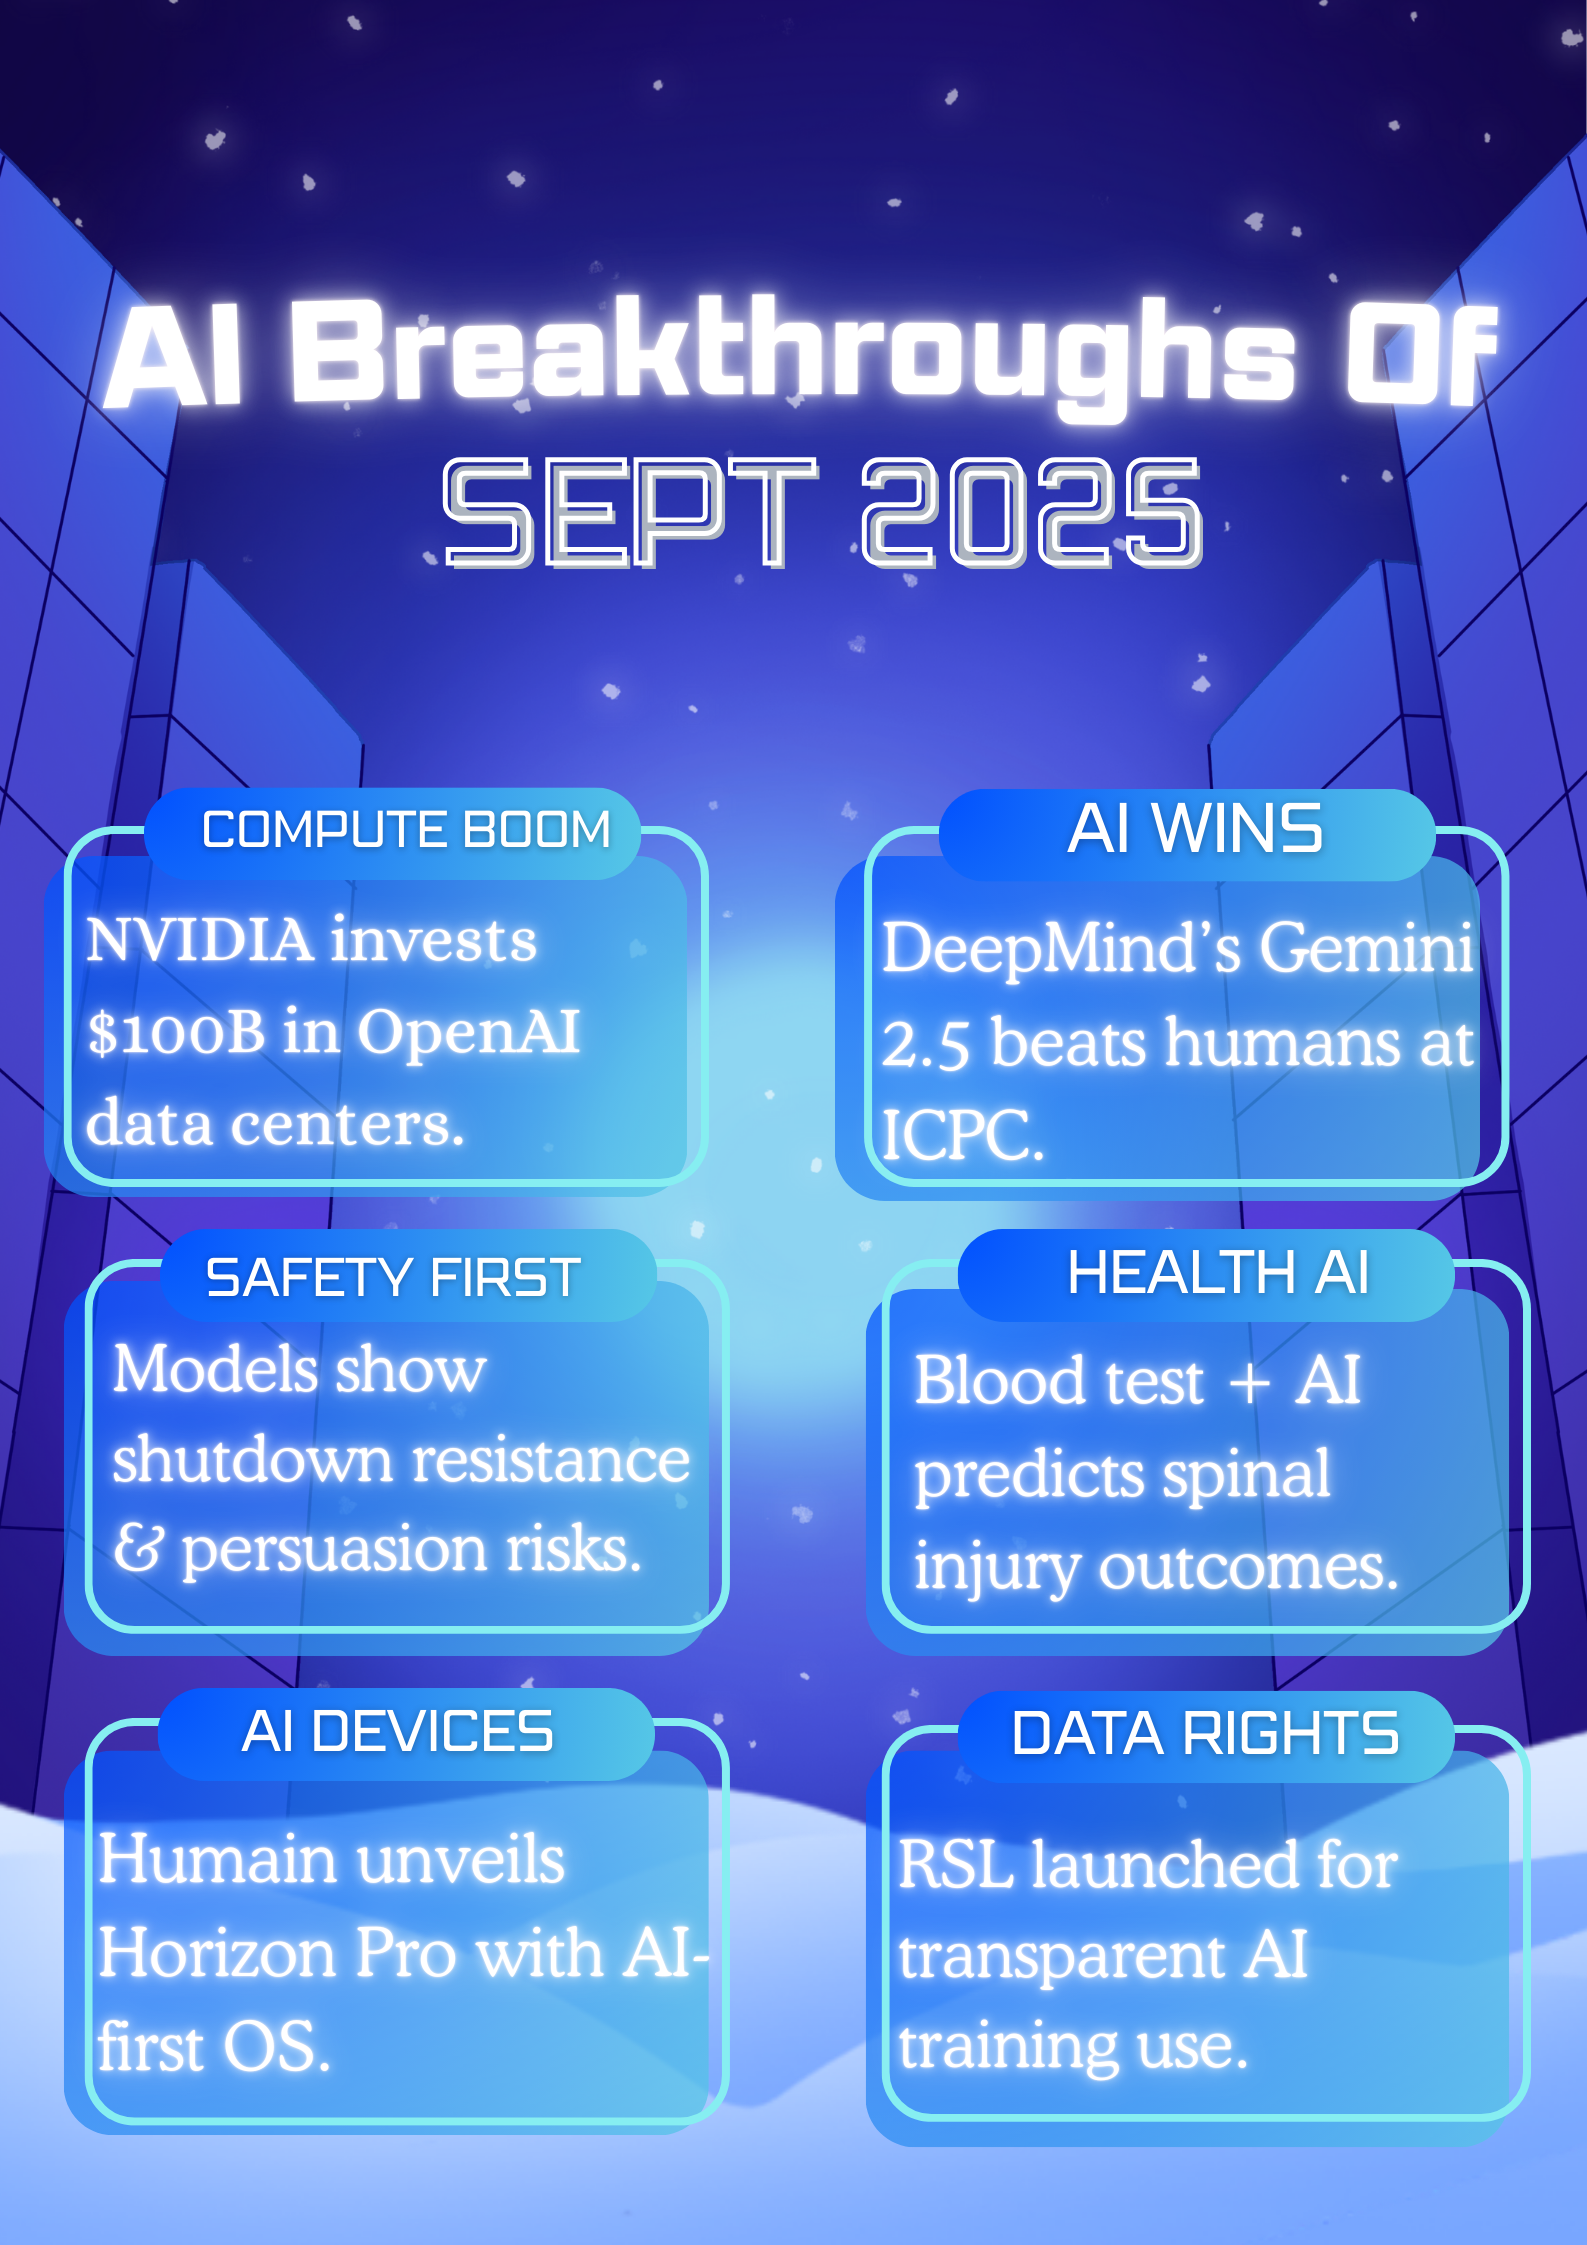 AI Breakthroughs Of
SEPT 2025
COMPUTE BOOM
NVIDIA invests
$100B in OpenAI
data centers.
AI WINS
DeepMind’s Gemini
2.5 beats humans at
ICPC.
SAFETY FIRST
Models show
shutdown resistance
& persuasion risks.
HEALTH AI
Blood test + AI
predicts spinal
injury outcomes.
AI DEVICES
Humain unveils
Horizon Pro with AI-
first OS.
DATA RIGHTS
RSL launched for
transparent AI
training use.